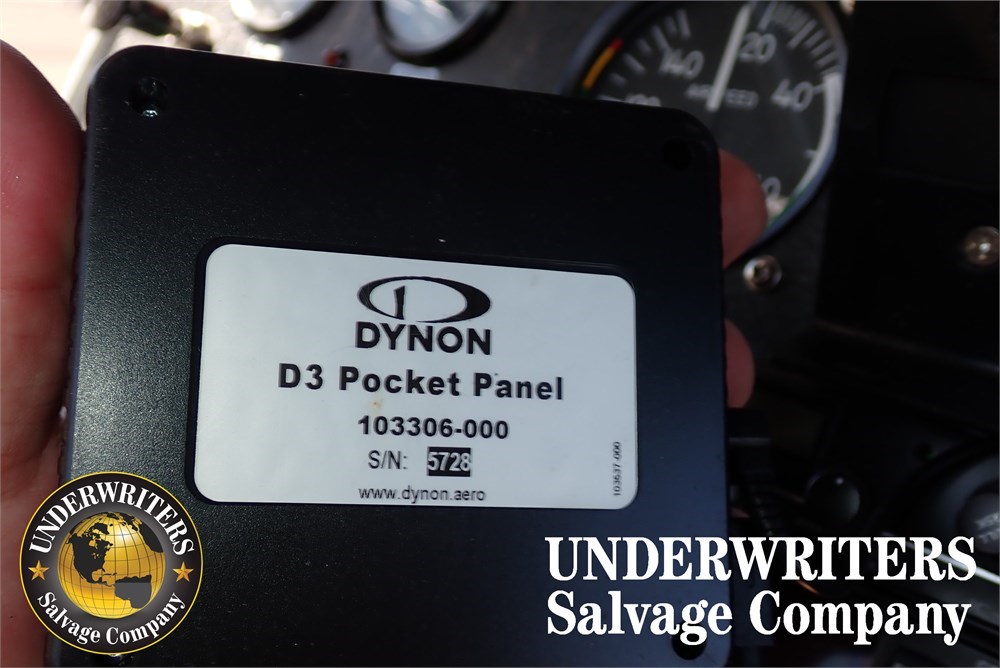 140
20
40
AIRSPEED
DYNON
D3 Pocket Panel
103306-000
S/N: 5728
www.dynon.aero
103637-000
UNDERWRITERS
Salvage Company
UNDERWRITERS
Salvage Company